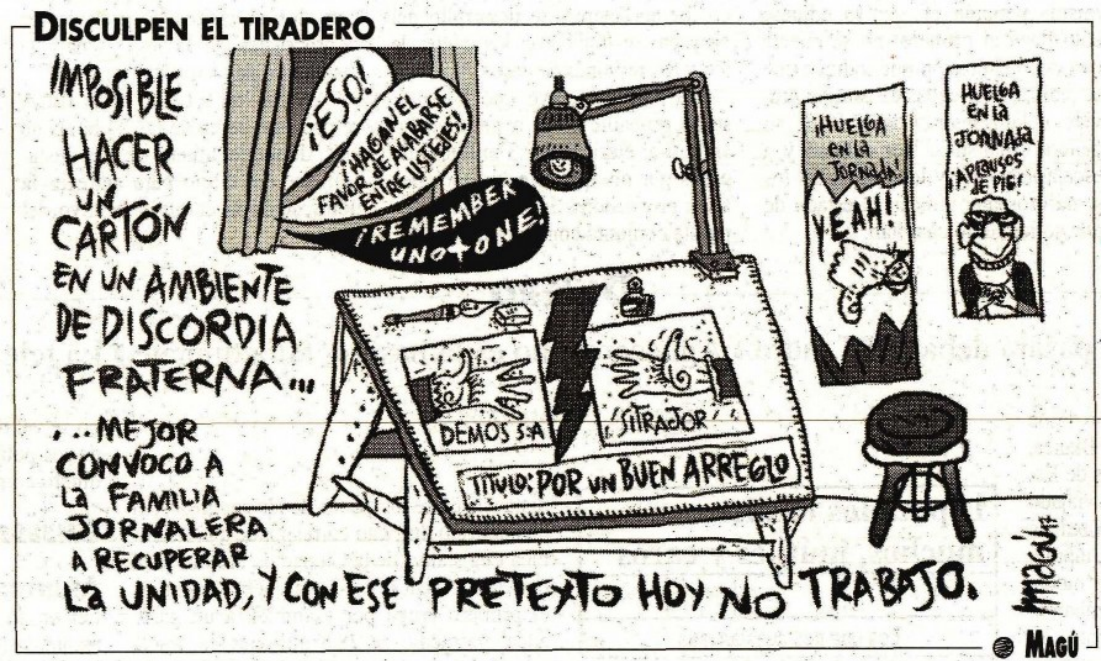 DISCULPEN EL TIRADERO
IMPOSIBLE
HACER
UN
CARTÓN
EN UN AMBIENTE
DE DISCORDIA
FRATERNA...
...MEJOR
CONVOCO A
LA FAMILIA
JORNALERA
A RECUPERAR
LA UNIDAD, Y CON ESE PRETEXTO HOY NO TRABAJO.
¡ESO!
¡HAGAN EL
FAVOR DE ACABARSE
ENTRE USTEDES!
¡REMEMBER
UNO+ONE!
DEMOS S.A
SITRAJOR
TITULO: POR UN BUEN ARREGLO
¡HUELGA
EN LA
JORNADA!
YEAH!
HUELGA
EN LA
JORNADA
¡APLAUSOS
DE PIE!
MAGÚ 17
MAGÚ